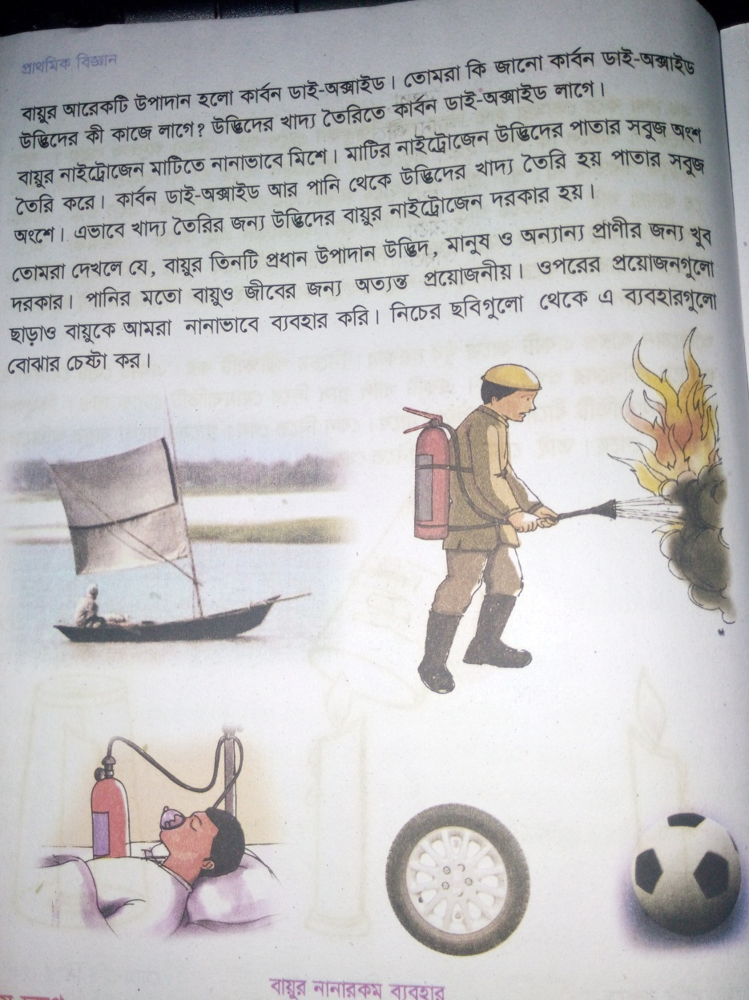 প্রাথমিক বিজ্ঞান
বায়ুর আরেকটি উপাদান হলো কার্বন ডাই-অক্সাইড। তোমরা কি জানো কার্বন ডাই-অক্সাইড
উদ্ভিদের কী কাজে লাগে? উদ্ভিদের খাদ্য তৈরিতে কার্বন ডাই-অক্সাইড লাগে।
বায়ুর নাইট্রোজেন মাটিতে নানাভাবে মিশে। মাটির নাইট্রোজেন উদ্ভিদের পাতার সবুজ অংশ
তৈরি করে। কার্বন ডাই-অক্সাইড আর পানি থেকে উদ্ভিদের খাদ্য তৈরি হয় পাতার সবুজ
অংশে। এভাবে খাদ্য তৈরির জন্য উদ্ভিদের বায়ুর নাইট্রোজেন দরকার হয়।
তোমরা দেখলে যে, বায়ুর তিনটি প্রধান উপাদান উদ্ভিদ, মানুষ ও অন্যান্য প্রাণীর জন্য খুব
দরকার। পানির মতো বায়ুও জীবের জন্য অত্যন্ত প্রয়োজনীয়। ওপরের প্রয়োজনগুলো
ছাড়াও বায়ুকে আমরা নানাভাবে ব্যবহার করি। নিচের ছবিগুলো থেকে এ ব্যবহারগুলো
বোঝার চেষ্টা কর।
বায়ুর নানারকম ব্যবহার